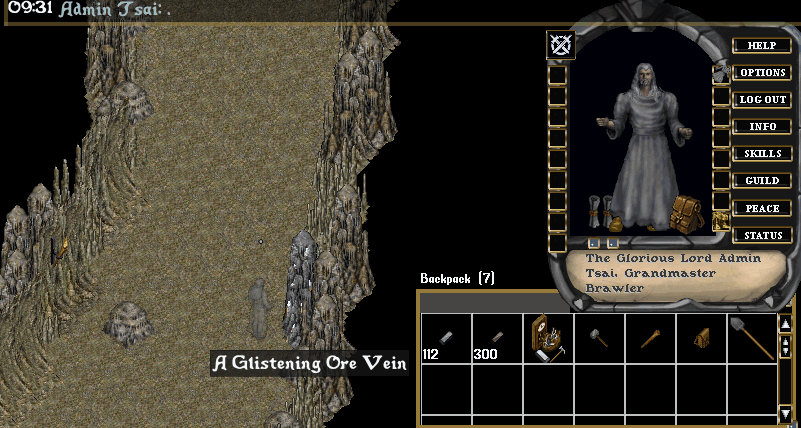 09:31 Admin Tsai: .
HELP
OPTIONS
LOG OUT
INFO
SKILLS
GUILD
PEACE
STATUS
The Glorious Lord Admin
Tsai, Grandmaster
Brawler
Backpack (7)
112
300
A Glistening Ore Vein